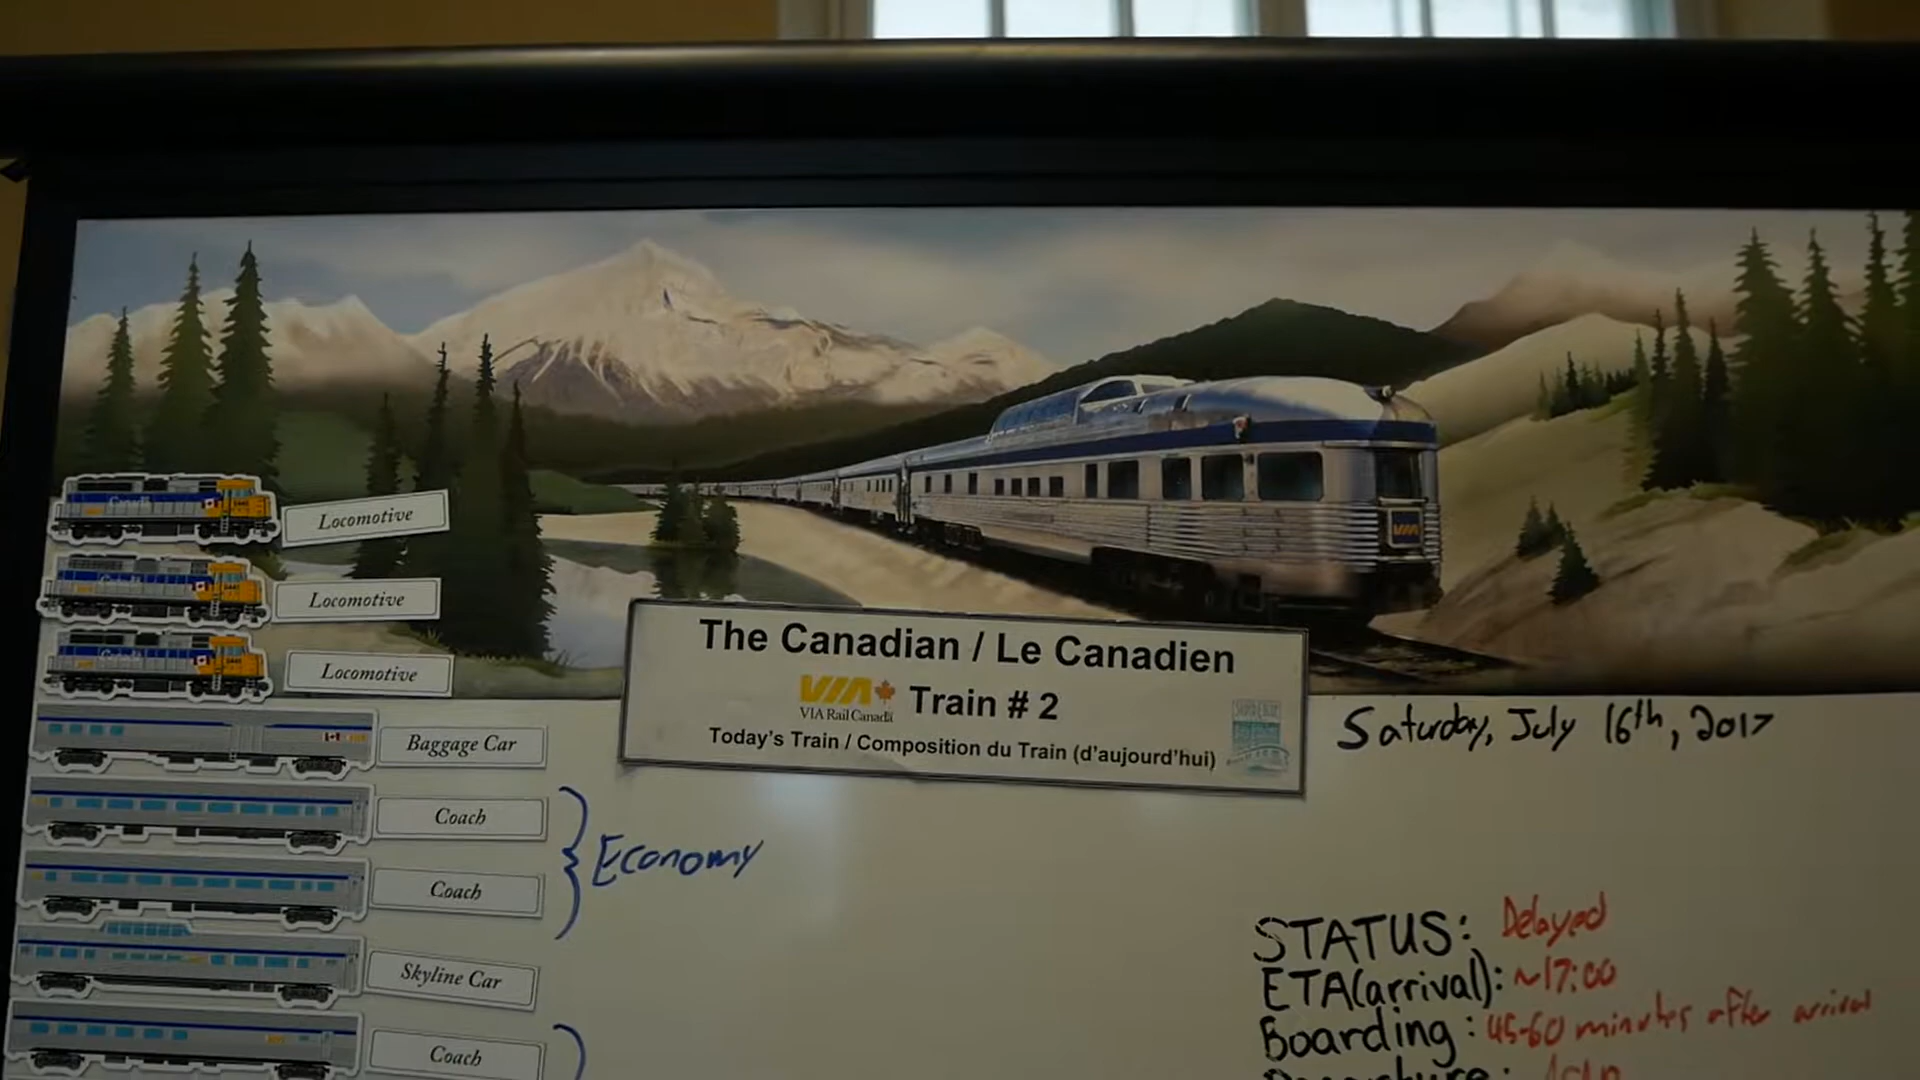 Locomotive
Locomotive
Locomotive
The Canadian / Le Canadien
VIA Rail Canada
Train # 2
Today's Train / Composition du Train (d'aujourd'hui)
Saturday, July 16th, 2017
Baggage Car
Coach
Economy
Coach
Skyline Car
Coach
STATUS: Delayed
ETA(arrival): ~17:00
Boarding: 45-60 minutes after arrival